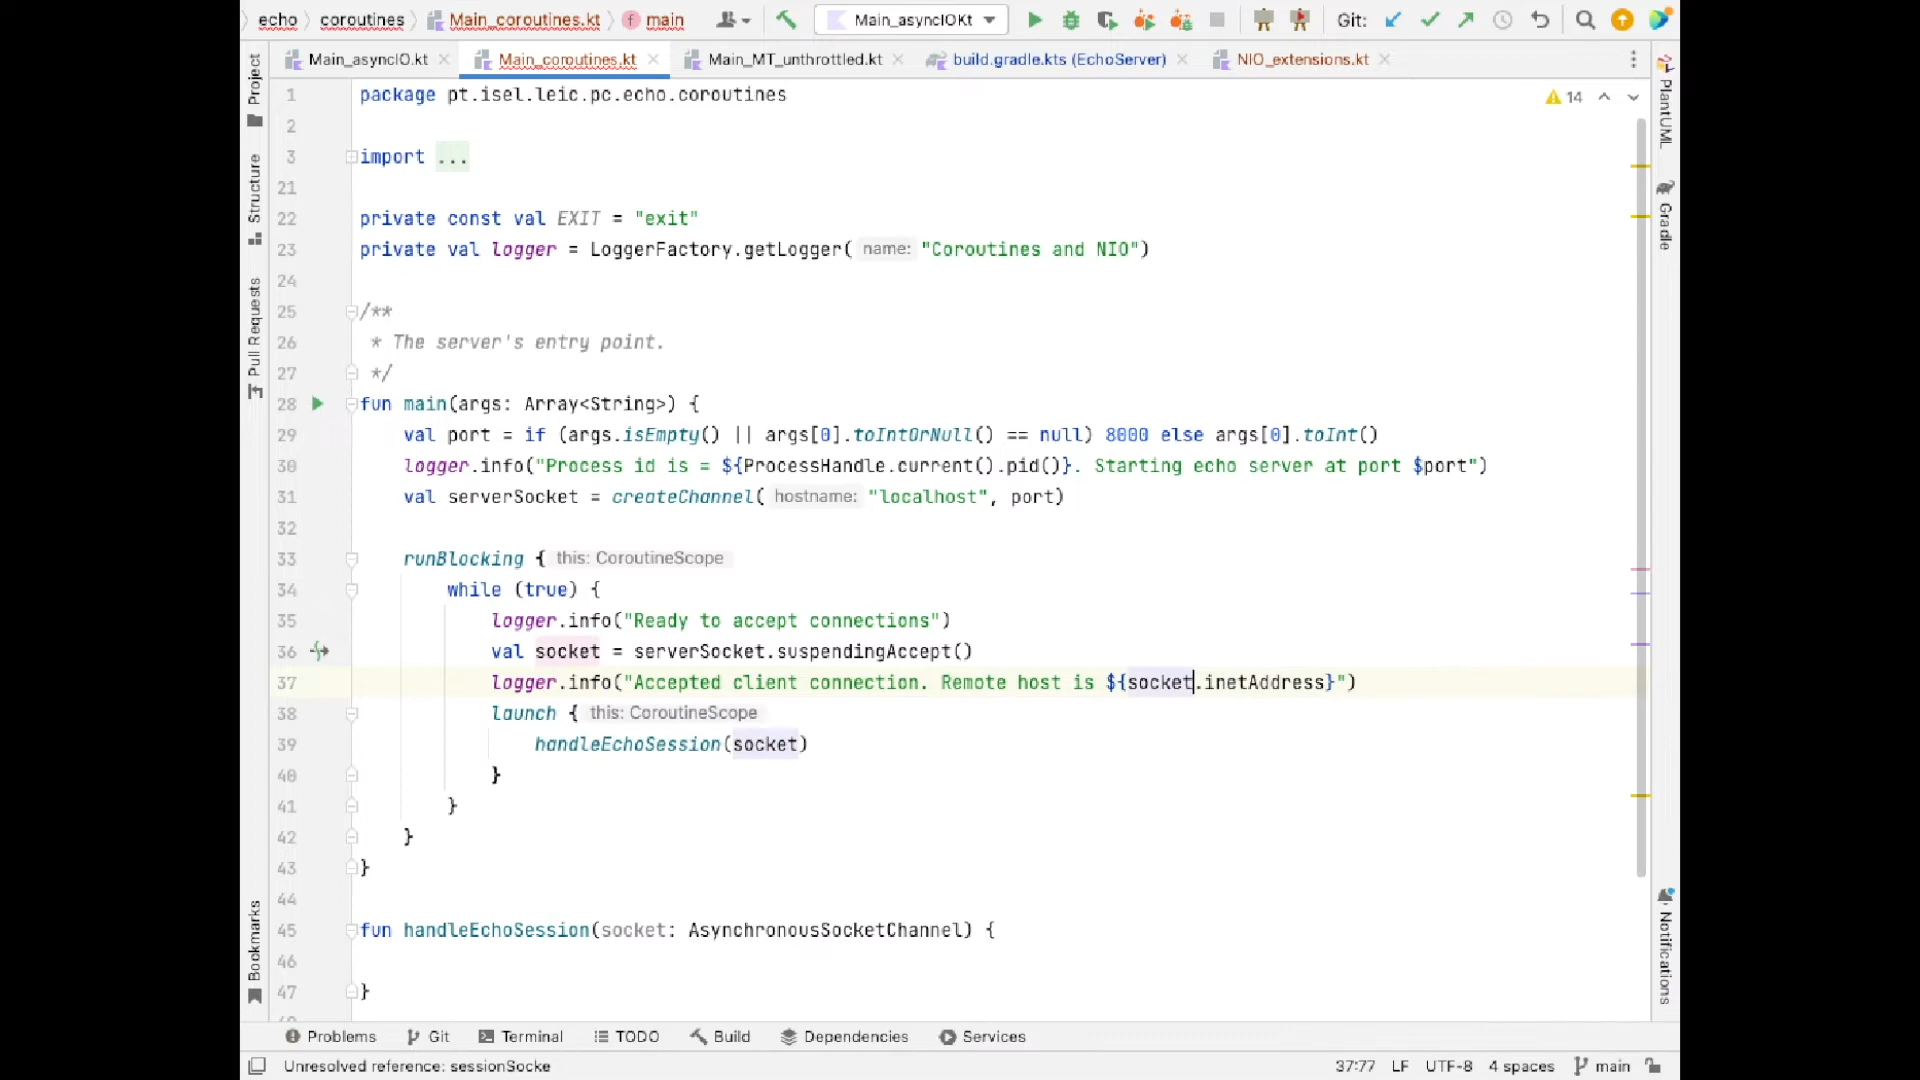 echo coroutines Main_coroutines.kt main Main_asyncIOKt Git:
Main_asyncIO.kt Main_coroutines.kt Main_MT_unthrottled.kt build.gradle.kts (EchoServer) NIO_extensions.kt
Project
Structure
Pull Requests
Bookmarks
1 package pt.isel.leic.pc.echo.coroutines
14
2
3 import ...
21
22 private const val EXIT = "exit"
23 private val logger = LoggerFactory.getLogger( name: "Coroutines and NIO")
24
25 /**
26 * The server's entry point.
27 */
28 fun main(args: Array<String>) {
29 val port = if (args.isEmpty() || args[0].toIntOrNull() == null) 8000 else args[0].toInt()
30 logger.info("Process id is = ${ProcessHandle.current().pid()}. Starting echo server at port $port")
31 val serverSocket = createChannel( hostname: "localhost", port)
32
33 runBlocking { this: CoroutineScope
34 while (true) {
35 logger.info("Ready to accept connections")
36 val socket = serverSocket.suspendingAccept()
37 logger.info("Accepted client connection. Remote host is ${socket.inetAddress}")
38 launch { this: CoroutineScope
39 handleEchoSession(socket)
40 }
41 }
42 }
43 }
44
45 fun handleEchoSession(socket: AsynchronousSocketChannel) {
46
47 }
PlantUML
Gradle
Notifications
Problems Git Terminal TODO Build Dependencies Services
Unresolved reference: sessionSocke 37:77 LF UTF-8 4 spaces main